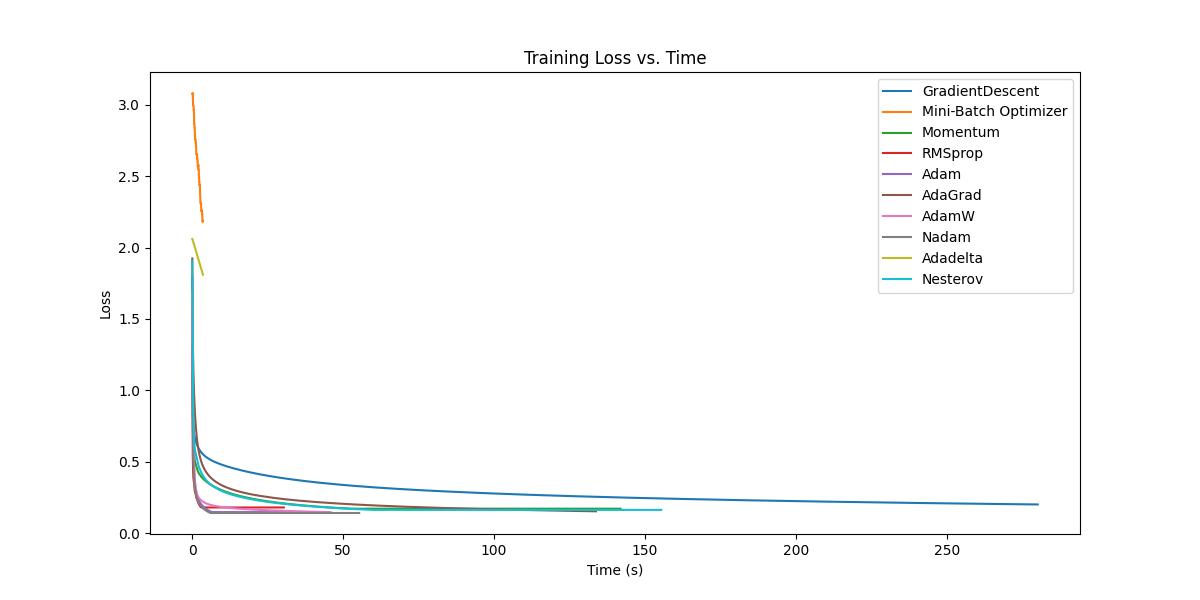 Training Loss vs. Time
3.0
2.5
2.0
1.5
1.0
0.5
0.0
Loss
0
50
100
150
200
250
Time (s)
GradientDescent
Mini-Batch Optimizer
Momentum
RMSprop
Adam
AdaGrad
AdamW
Nadam
Adadelta
Nesterov